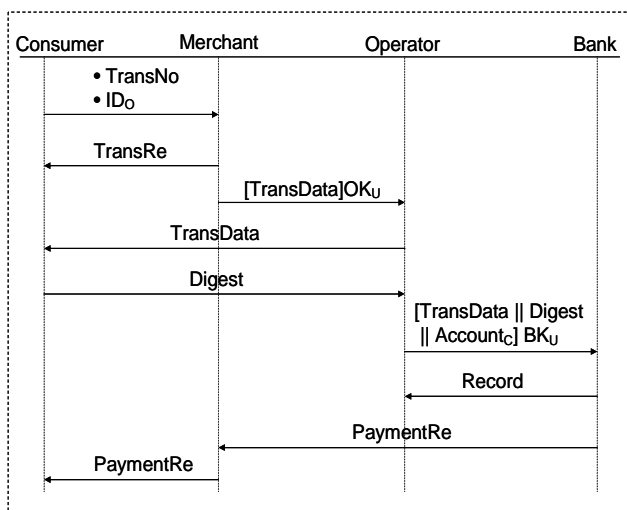 Consumer Merchant Operator Bank
• TransNo
• IDO
TransRe
[TransData]OKU
TransData
Digest
[TransData || Digest
|| AccountC] BKU
Record
PaymentRe
PaymentRe